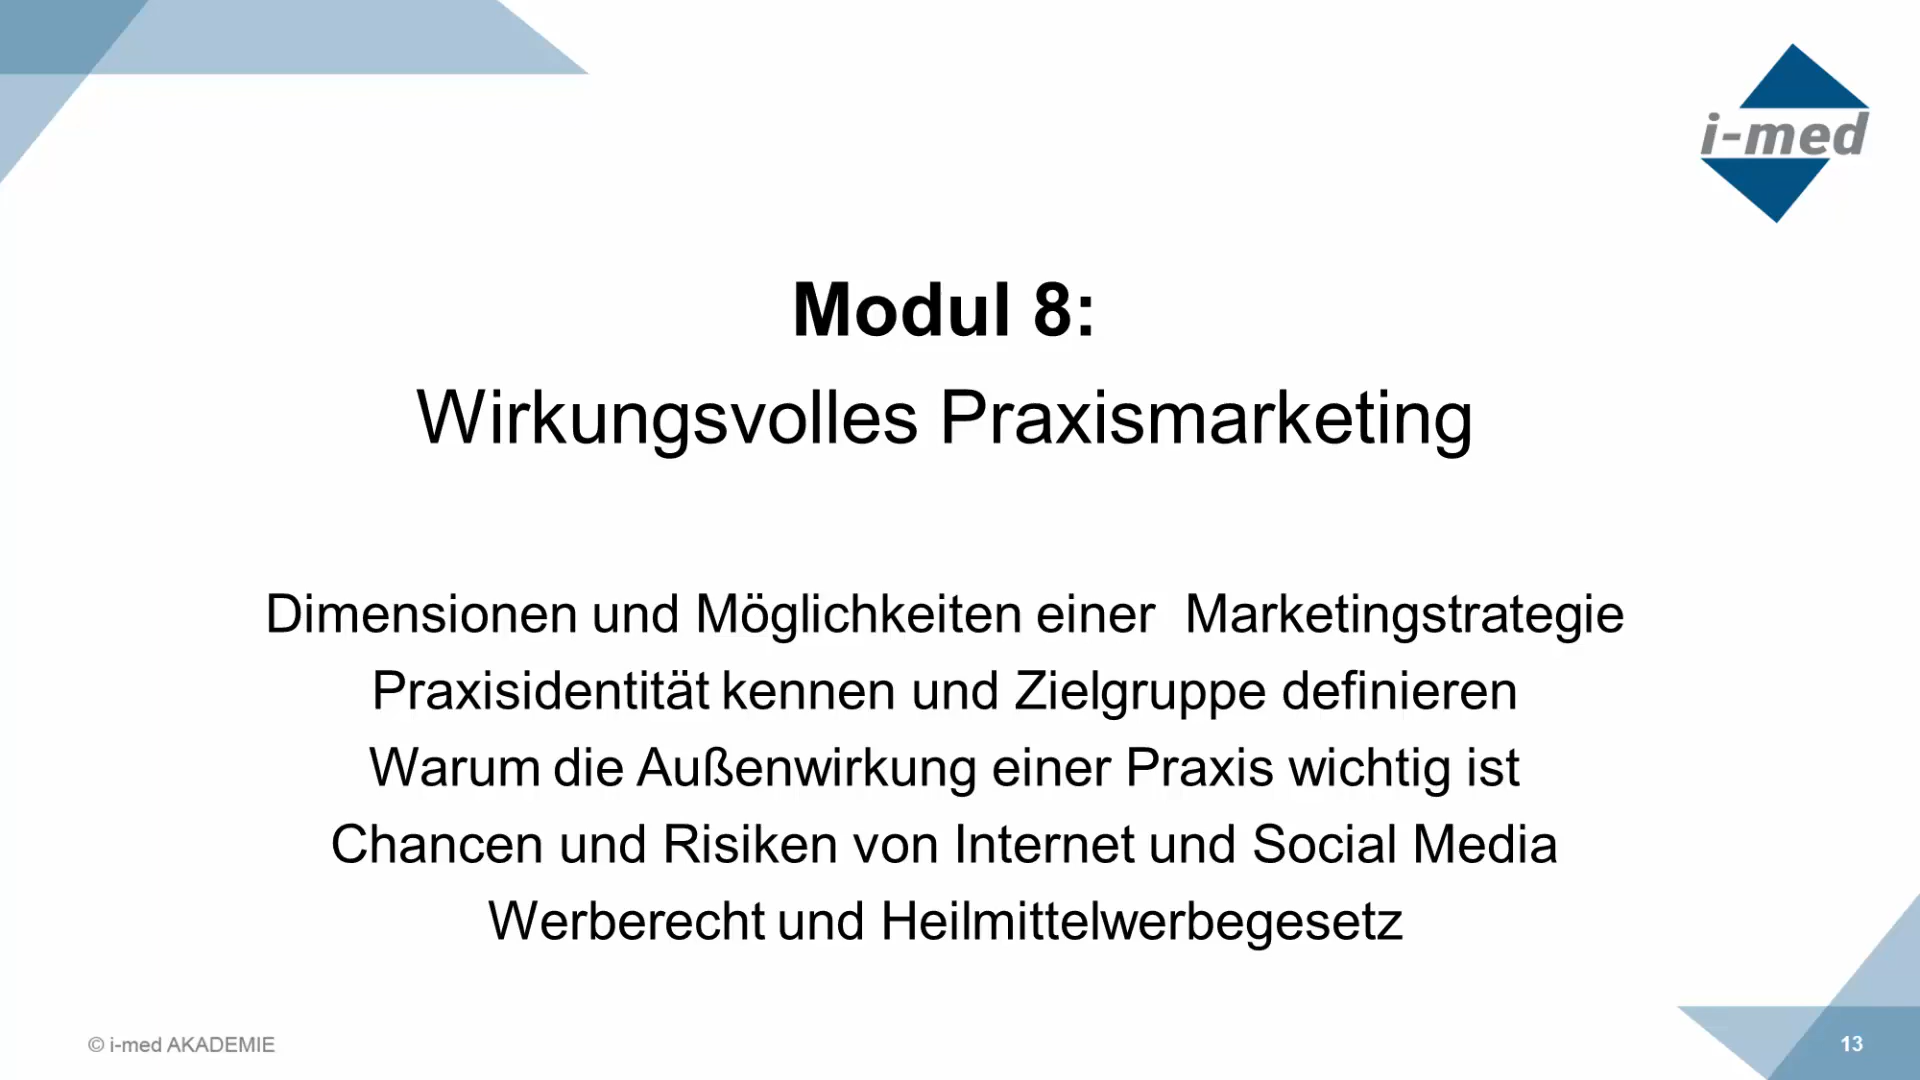 i-med
Modul 8:
Wirkungsvolles Praxismarketing
Dimensionen und Möglichkeiten einer  Marketingstrategie
Praxisidentität kennen und Zielgruppe definieren
Warum die Außenwirkung einer Praxis wichtig ist
Chancen und Risiken von Internet und Social Media
Werberecht und Heilmittelwerbegesetz
© i-med AKADEMIE
13